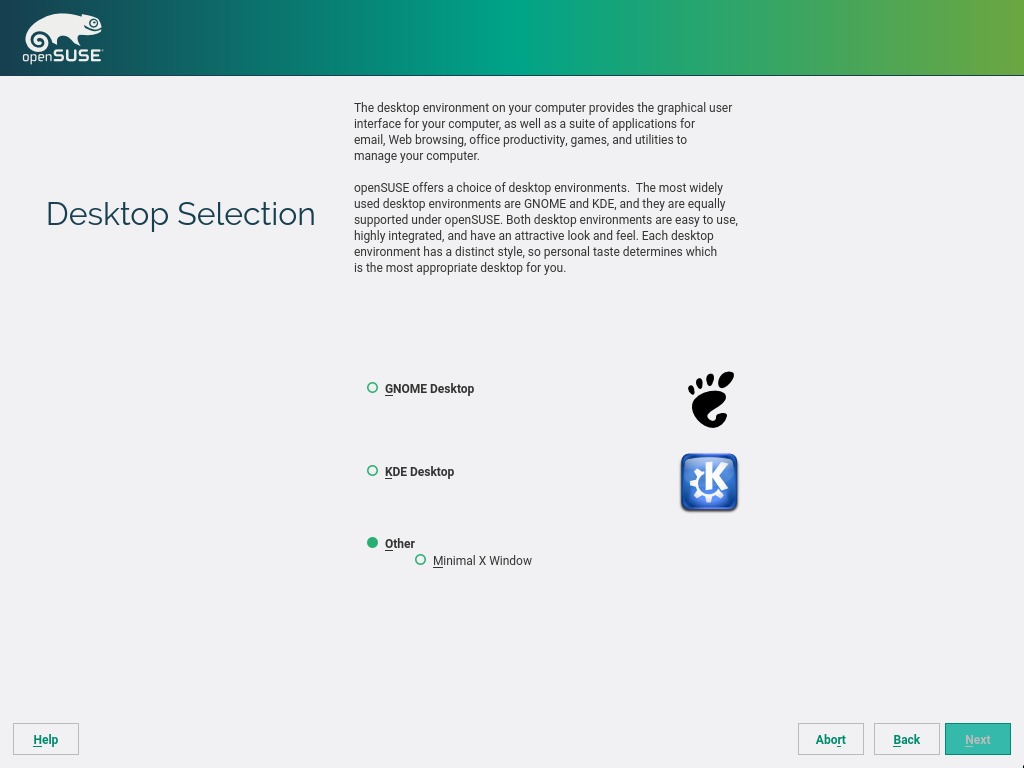 openSUSE
The desktop environment on your computer provides the graphical user
interface for your computer, as well as a suite of applications for
email, Web browsing, office productivity, games, and utilities to
manage your computer.
openSUSE offers a choice of desktop environments.  The most widely
used desktop environments are GNOME and KDE, and they are equally
supported under openSUSE. Both desktop environments are easy to use,
highly integrated, and have an attractive look and feel. Each desktop
environment has a distinct style, so personal taste determines which
is the most appropriate desktop for you.
Desktop Selection
GNOME Desktop
KDE Desktop
K
Other
Minimal X Window
Help
Abort
Back
Next